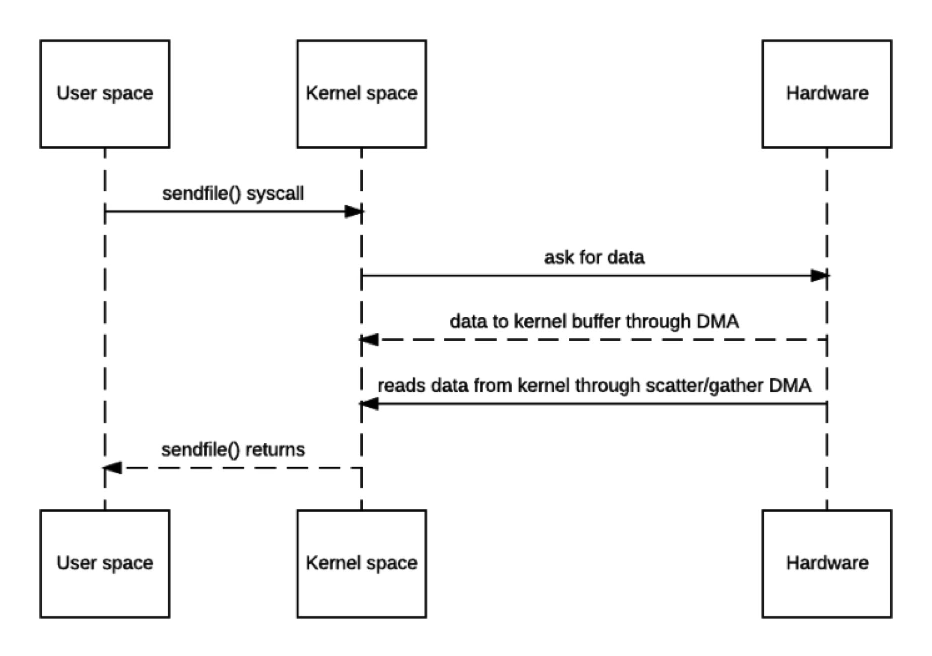 User space
Kernel space
Hardware
sendfile() syscall
ask for data
data to kernel buffer through DMA
reads data from kernel through scatter/gather DMA
sendfile() returns
User space
Kernel space
Hardware